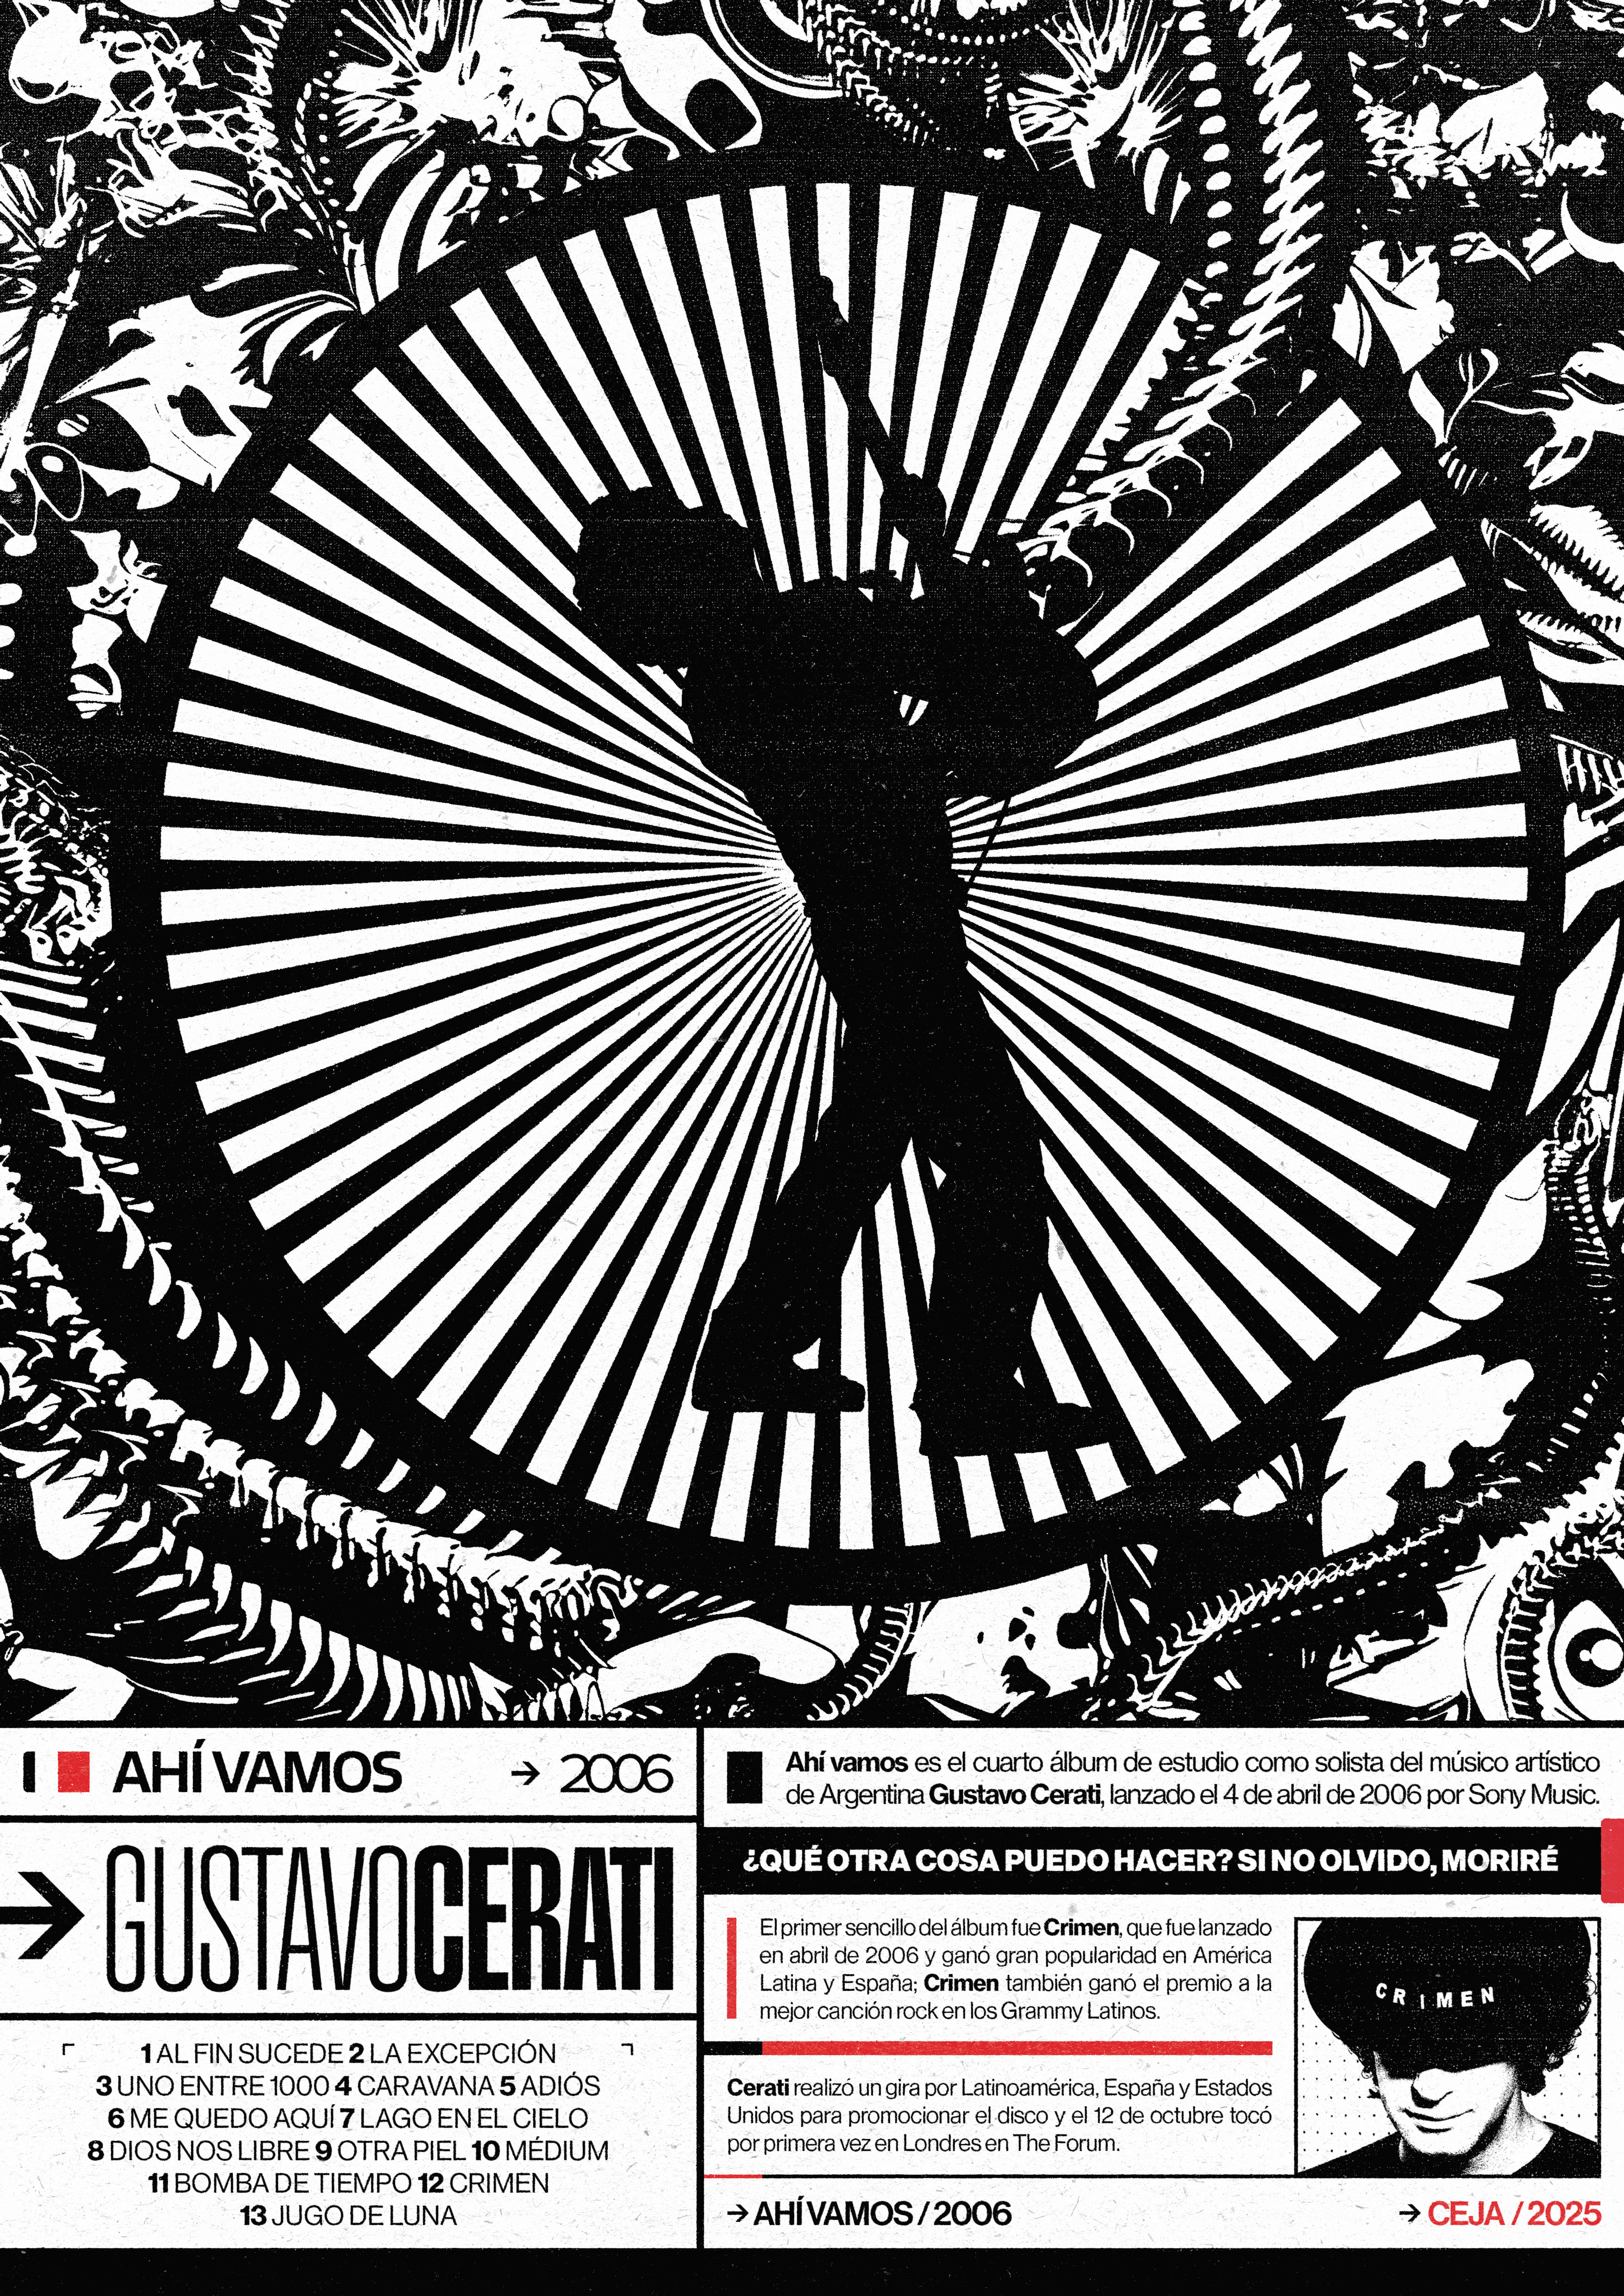 AHÍ VAMOS → 2006
→ GUSTAVOCERATI
1 AL FIN SUCEDE 2 LA EXCEPCIÓN
3 UNO ENTRE 1000 4 CARAVANA 5 ADIÓS
6 ME QUEDO AQUÍ 7 LAGO EN EL CIELO
8 DIOS NOS LIBRE 9 OTRA PIEL 10 MÉDIUM
11 BOMBA DE TIEMPO 12 CRIMEN
13 JUGO DE LUNA
Ahí vamos es el cuarto álbum de estudio como solista del músico artístico
de Argentina Gustavo Cerati, lanzado el 4 de abril de 2006 por Sony Music.
¿QUÉ OTRA COSA PUEDO HACER? SI NO OLVIDO, MORIRÉ
El primer sencillo del álbum fue Crimen, que fue lanzado
en abril de 2006 y ganó gran popularidad en América
Latina y España; Crimen también ganó el premio a la
mejor canción rock en los Grammy Latinos.
CRIMEN
Cerati realizó un gira por Latinoamérica, España y Estados
Unidos para promocionar el disco y el 12 de octubre tocó
por primera vez en Londres en The Forum.
→ AHÍ VAMOS / 2006
→ CEJA / 2025